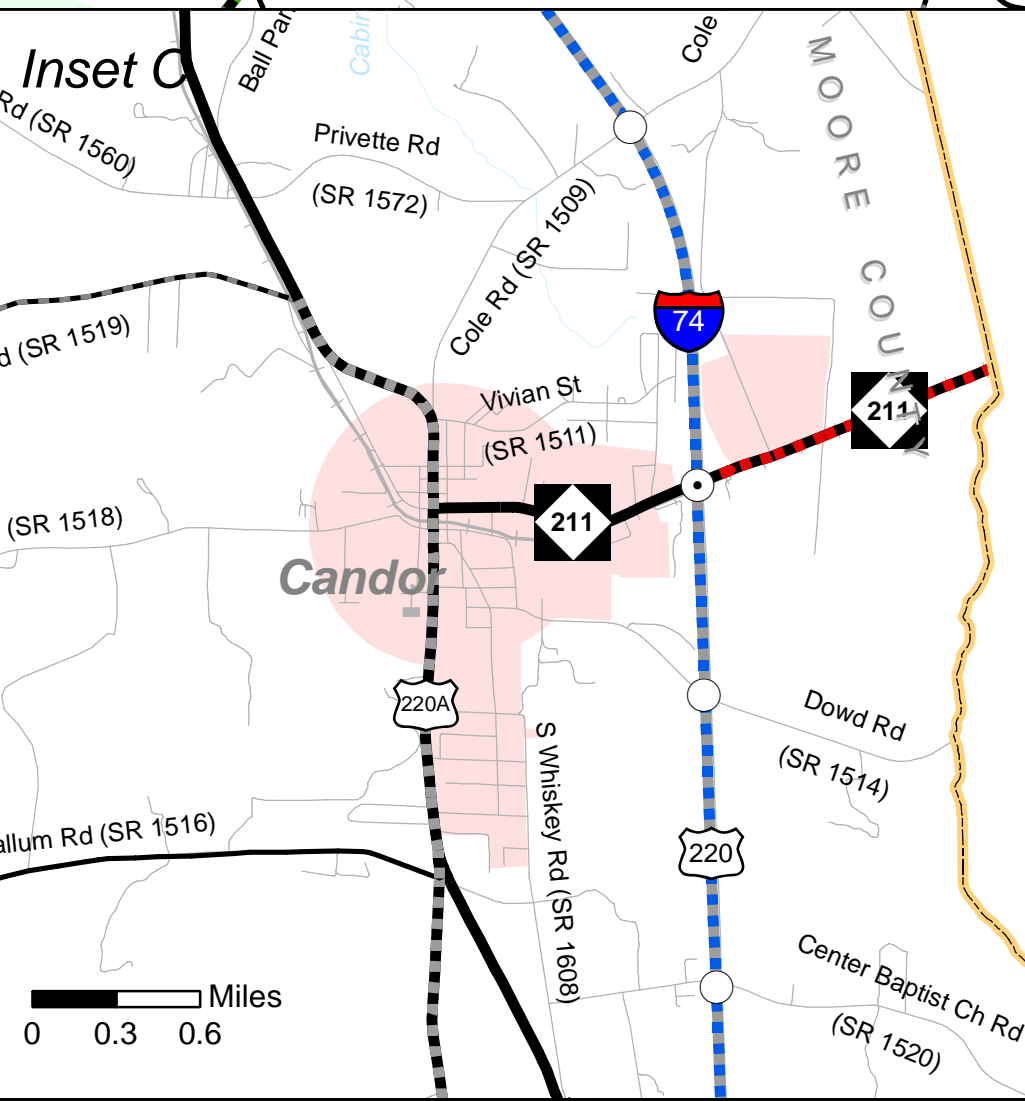 Inset C
Ball Par
Cabin
Cole
MOORE COUNTY
Rd (SR 1560)
Privette Rd
(SR 1572)
Cole Rd (SR 1509)
74
d (SR 1519)
Vivian St
(SR 1511)
211
211
(SR 1518)
Candor
220A
S Whiskey Rd (SR 1608)
Dowd Rd
(SR 1514)
allum Rd (SR 1516)
220
Center Baptist Ch Rd
(SR 1520)
Miles
0 0.3 0.6